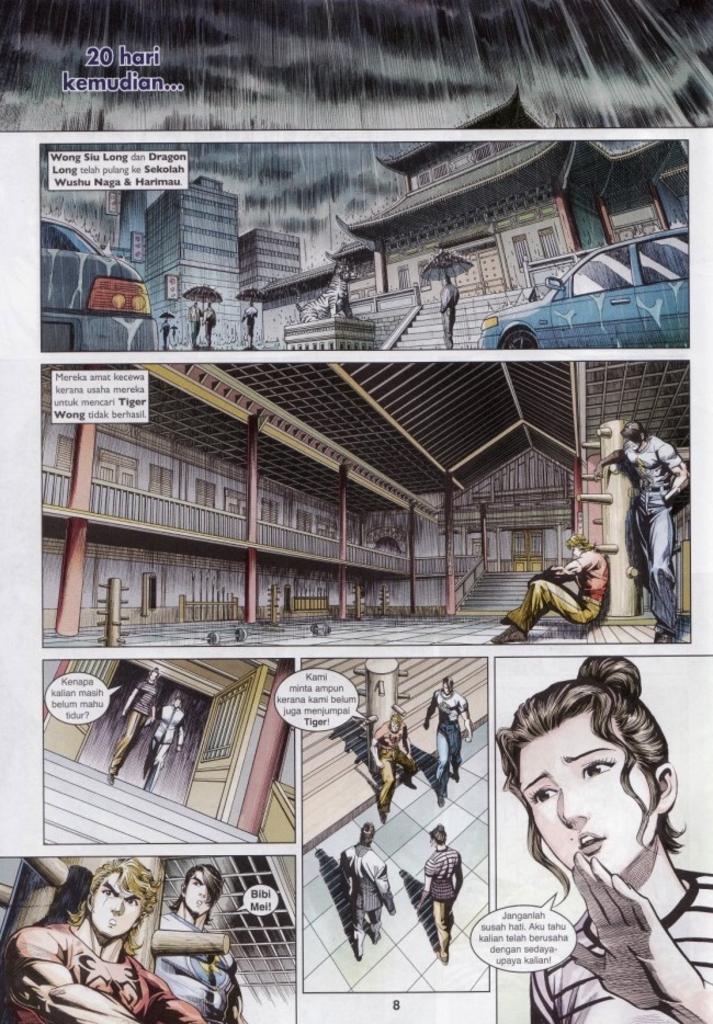 20 hari
kemudian...
Wong Siu Long dan Dragon
Long telah pulang ke Sekolah
Wushu Naga & Harimau.
Mereka amat kecewa
kerana usaha mereka
untuk mencari Tiger
Wong tidak berhasil.
Kenapa
kalian masih
belum mahu
tidur?
Kami
minta ampun
kerana kami belum
juga menjumpai
Tiger!
Bibi
Mei!
Janganlah
susah hati. Aku tahu
kalian telah berusaha
dengan sedaya-
upaya kalian!
8